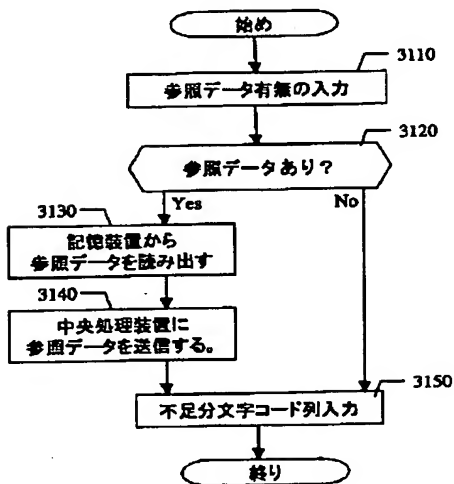 始め
3110
参照データ有無の入力
3120
参照データあり?
Yes
No
3130
記憶装置から
参照データを読み出す
3140
中央処理装置に
参照データを送信する。
3150
不足分文字コード列入力
終り